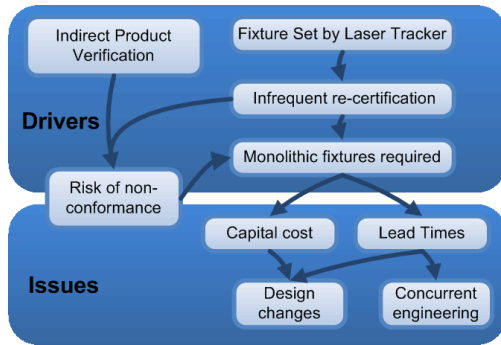 Indirect Product
Verification
Fixture Set by Laser Tracker
Infrequent re-certification
Drivers
Monolithic fixtures required
Risk of non-
conformance
Capital cost
Lead Times
Issues
Design
changes
Concurrent
engineering